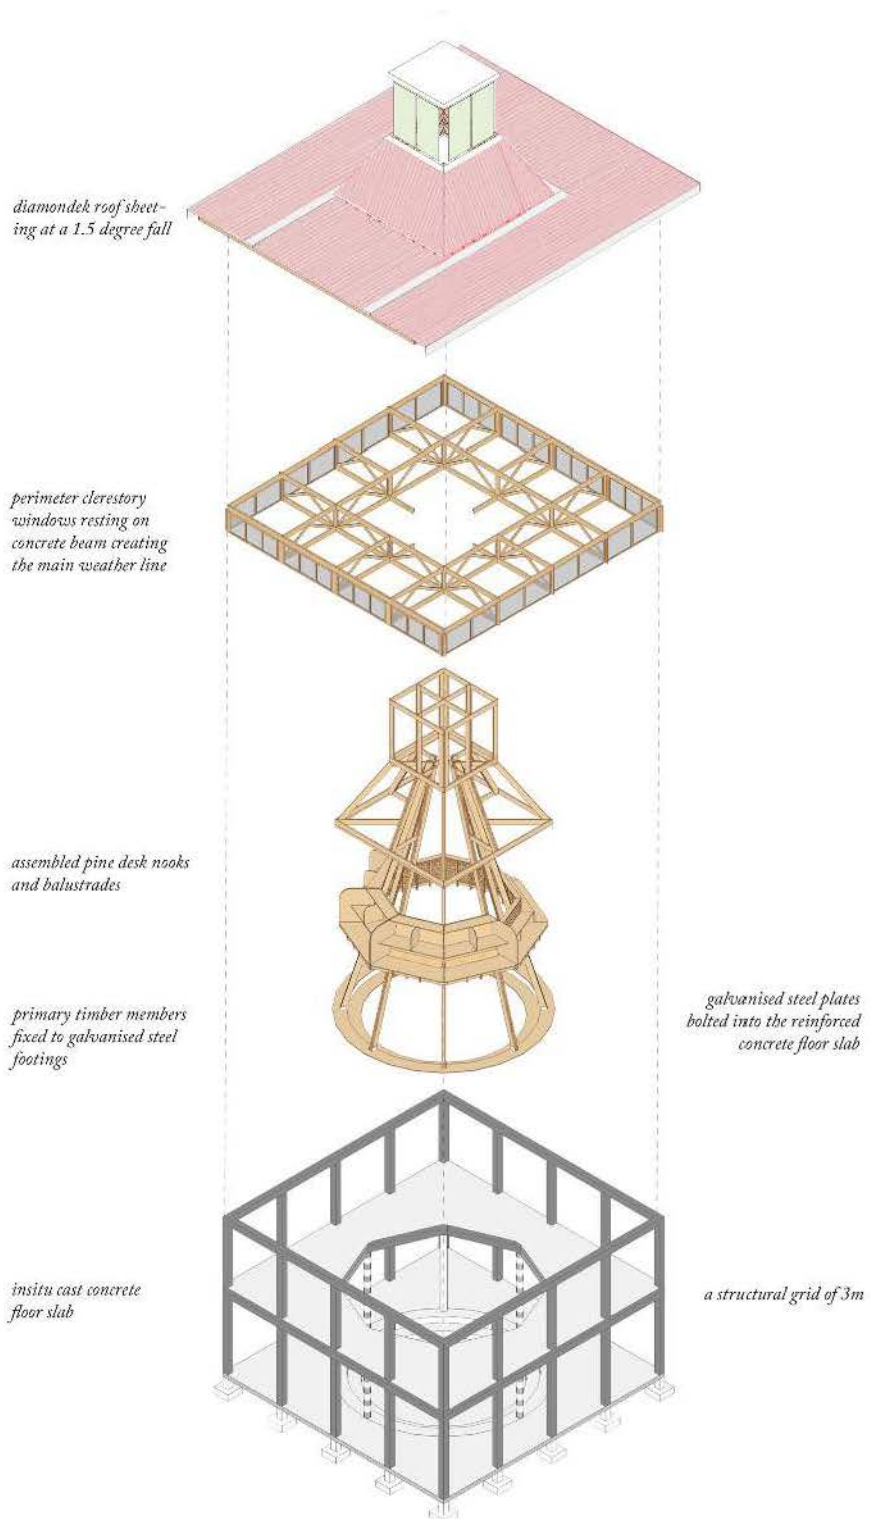 diamondek roof sheet-
ing at a 1.5 degree fall
perimeter clerestory
windows resting on
concrete beam creating
the main weather line
assembled pine desk nooks
and balustrades
primary timber members
fixed to galvanised steel
footings
galvanised steel plates
bolted into the reinforced
concrete floor slab
insitu cast concrete
floor slab
a structural grid of 3m